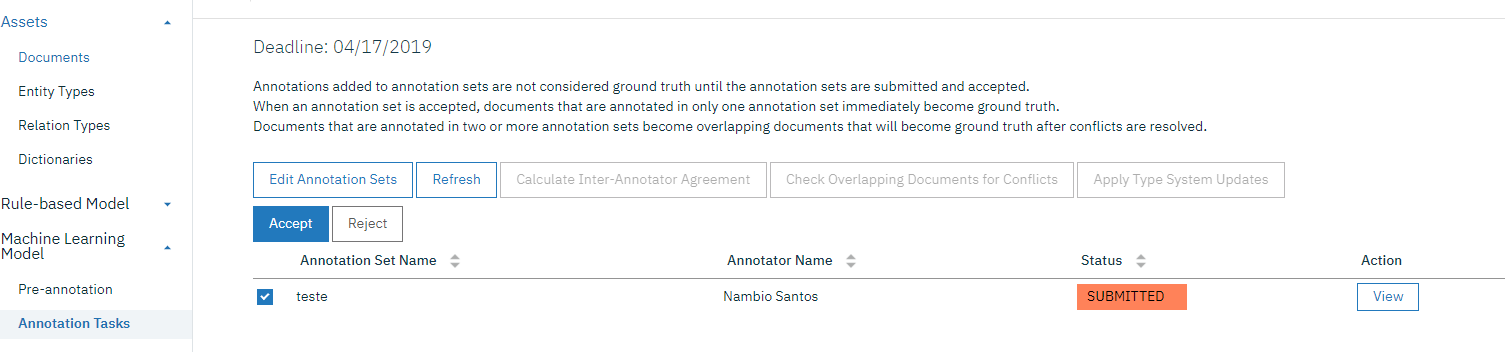 Assets
Documents
Entity Types
Relation Types
Dictionaries
Rule-based Model
Machine Learning
Model
Pre-annotation
Annotation Tasks
Deadline: 04/17/2019
Annotations added to annotation sets are not considered ground truth until the annotation sets are submitted and accepted.
When an annotation set is accepted, documents that are annotated in only one annotation set immediately become ground truth.
Documents that are annotated in two or more annotation sets become overlapping documents that will become ground truth after conflicts are resolved.
Edit Annotation Sets Refresh Calculate Inter-Annotator Agreement Check Overlapping Documents for Conflicts Apply Type System Updates
Accept Reject
Annotation Set Name Annotator Name Status Action
teste Nambio Santos SUBMITTED View